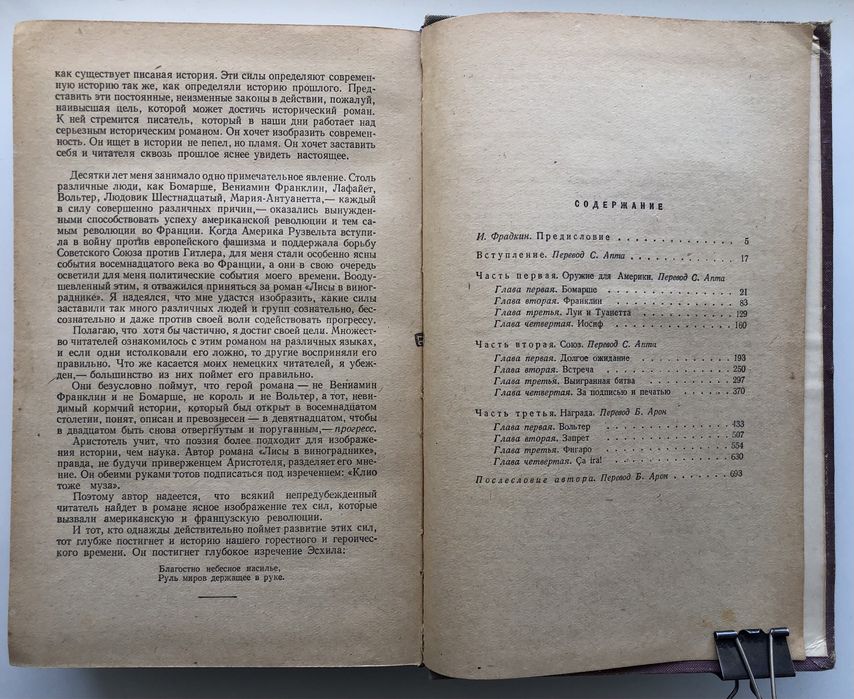 как существует писаная история. Эти силы определяют современ-
ную историю так же, как определяли историю прошлого. Пред-
ставить эти постоянные, неизменные законы в действии, пожалуй,
наивысшая цель, которой может достичь исторический роман.
К ней стремится писатель, который в наши дни работает над
серьезным историческим романом. Он хочет изобразить современ-
ность. Он ищет в истории не пепел, но пламя. Он хочет заставить
себя и читателя сквозь прошлое яснее увидеть настоящее.
Десятки лет меня занимало одно примечательное явление. Столь
различные люди, как Бомарше, Вениамин Франклин, Лафайет,
Вольтер, Людовик Шестнадцатый, Мария-Антуанетта,— каждый
в силу совершенно различных причин,— оказались вынужден-
ными способствовать успеху американской революции и тем са-
мым революции во Франции. Когда Америка Рузвельта вступи-
ла в войну против европейского фашизма и поддержала борьбу
Советского Союза против Гитлера, для меня стали особенно ясны
события восемнадцатого века во Франции, а они в свою очередь
осветили для меня политические события моего времени. Вооду-
шевленный этим, я отважился приняться за роман «Лисы в вино-
граднике». Я надеялся, что мне удастся изобразить, какие силы
заставили так много различных людей и групп сознательно, бес-
сознательно и даже против своей воли содействовать прогрессу.
Полагаю, что хотя бы частично, я достиг своей цели. Множест-
во читателей ознакомилось с этим романом на различных языках,
и если одни истолковали его ложно, то другие восприняли его
правильно. Что же касается моих немецких читателей, я убеж-
ден,— большинство из них поймет его правильно.
Они безусловно поймут, что герой романа — не Вениамин
Франклин и не Бомарше, не король и не Вольтер, а тот, неви-
димый кормчий истории, который был открыт в восемнадцатом
столетии, понят, описан и превознесен — в девятнадцатом, чтобы
в двадцатом быть снова отвергнутым и поруганным,— прогресс.
Аристотель учит, что поэзия более подходит для изображе-
ния истории, чем наука. Автор романа «Лисы в винограднике»,
правда, не будучи приверженцем Аристотеля, разделяет его мне-
ние. Он обеими руками готов подписаться под изречением: «Клио
тоже муза».
Поэтому автор надеется, что всякий непредубежденный
читатель найдет в романе ясное изображение тех сил, которые
вызвали американскую и французскую революции.
И тот, кто однажды действительно поймет развитие этих сил,
тот глубже постигнет и историю нашего горестного и героичес-
кого времени. Он постигнет глубокое изречение Эсхила:
Благостно небесное насилье,
Руль миров держащее в руке.
СОДЕРЖАНИЕ
И. Фрадкин. Предисловие . . . . . . . . . . . . . 5
Вступление. Перевод С. Апта . . . . . . . . . . . 17
Часть первая. Оружие для Америки. Перевод С. Апта
Глава первая. Бомарше . . . . . . . . . . . . 21
Глава вторая. Франклин . . . . . . . . . . . . 83
Глава третья. Луи и Туанетта . . . . . . . . . 129
Глава четвертая. Иосиф . . . . . . . . . . . . 160
Часть вторая. Союз. Перевод С. Апта
Глава первая. Долгое ожидание . . . . . . . . 193
Глава вторая. Встреча . . . . . . . . . . . . 250
Глава третья. Выигранная битва . . . . . . . . 297
Глава четвертая. За подписью и печатью . . . . 370
Часть третья. Награда. Перевод Б. Арон
Глава первая. Вольтер . . . . . . . . . . . . 433
Глава вторая. Запрет . . . . . . . . . . . . . 507
Глава третья. Фигаро . . . . . . . . . . . . . 554
Глава четвертая. Ça ira! . . . . . . . . . . . 630
Послесловие автора. Перевод Б. Арон . . . . . . . 693